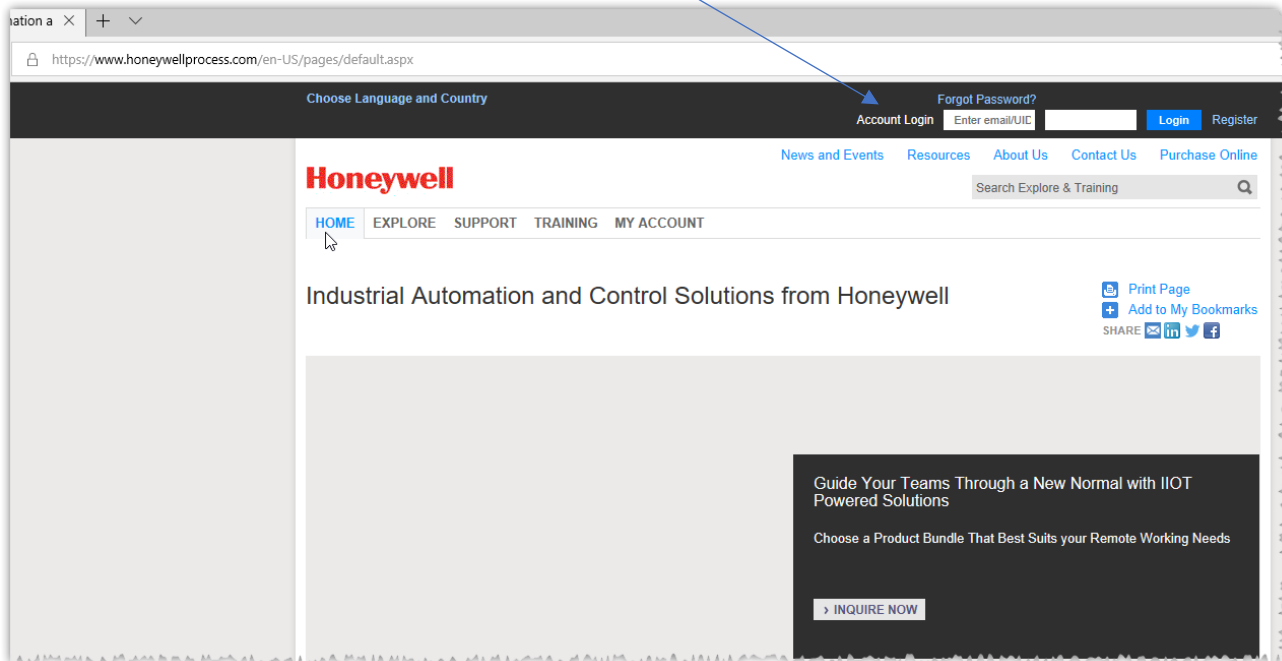 ation a
https://www.honeywellprocess.com/en-US/pages/default.aspx
Choose Language and Country
Forgot Password?
Account Login Enter email/UID Login Register
News and Events Resources About Us Contact Us Purchase Online
Honeywell
Search Explore & Training
HOME EXPLORE SUPPORT TRAINING MY ACCOUNT
Industrial Automation and Control Solutions from Honeywell
Print Page
Add to My Bookmarks
SHARE
Guide Your Teams Through a New Normal with IIOT
Powered Solutions
Choose a Product Bundle That Best Suits your Remote Working Needs
› INQUIRE NOW